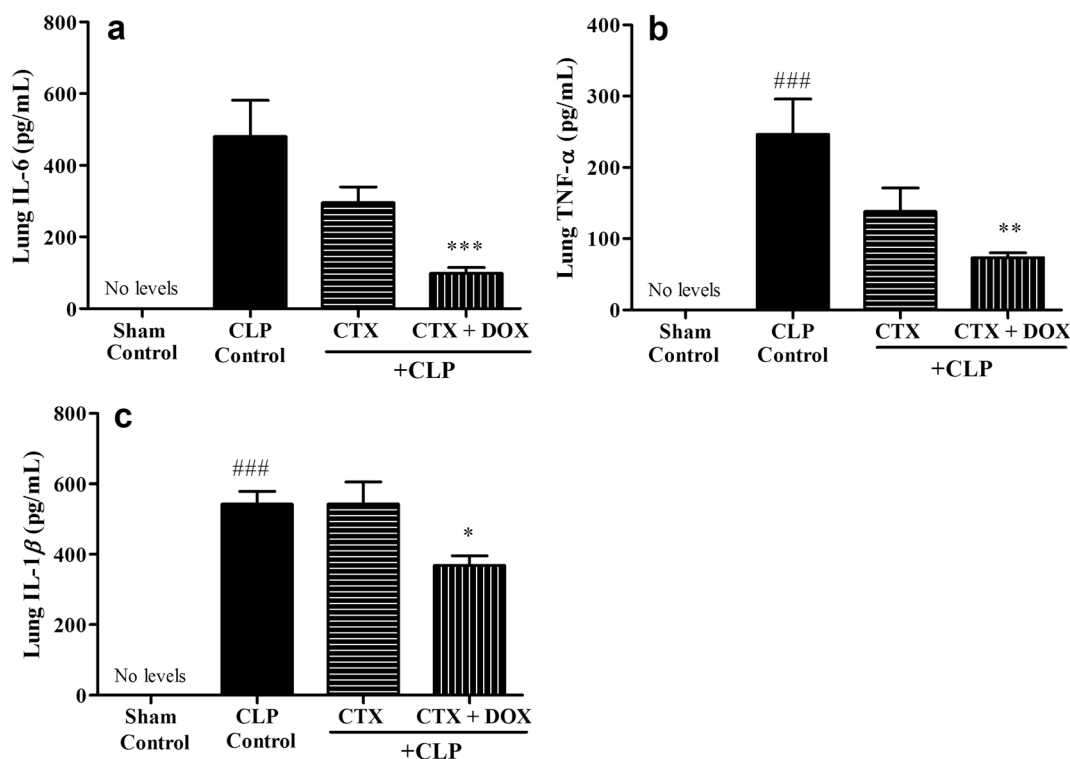 a
800
600
400
200
0
Lung IL-6 (pg/mL)
No levels
***
Sham
Control
CLP
Control
CTX
CTX + DOX
+CLP
b
400
300
200
100
0
Lung TNF-α (pg/mL)
No levels
###
**
Sham
Control
CLP
Control
CTX
CTX + DOX
+CLP
c
800
600
400
200
0
Lung IL-1β (pg/mL)
No levels
###
*
Sham
Control
CLP
Control
CTX
CTX + DOX
+CLP